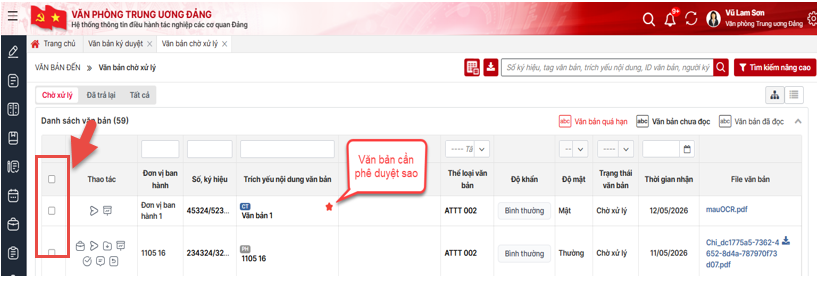 VĂN PHÒNG TRUNG ƯƠNG ĐẢNG
Hệ thống thông tin điều hành tác nghiệp các cơ quan Đảng
9+
Vũ Lam Sơn
Văn phòng Trung ương Đảng
Trang chủ Văn bản ký duyệt × Văn bản chờ xử lý ×
VĂN BẢN ĐẾN » Văn bản chờ xử lý
Số ký hiệu, tag văn bản, trích yếu nội dung, ID văn bản, người ký
Tìm kiếm nâng cao
Chờ xử lý Đã trả lại Tất cả
Danh sách văn bản (59)
abc Văn bản quá hạn abc Văn bản chưa đọc abc Văn bản đã đọc
Văn bản cần
phê duyệt sao
---- Tấ -- ----
Thao tác
Đơn vị ban
hành
Số, ký hiệu
Trích yếu nội dung văn bản
Thể loại văn
bản
Độ khẩn
Độ mật
Trạng thái
văn bản
Thời gian nhận
File văn bản
Đơn vị ban
hành 1
45324/523...
CT
Văn bản 1
ATTT 002
Bình thường
Mật
Chờ xử lý
12/05/2026
mauOCR.pdf
1105 16
234324/32...
PH
1105 16
ATTT 002
Bình thường
Thường
Chờ xử lý
11/05/2026
Chi_dc1775a5-7362-4
652-8d4a-787970f73
d07.pdf